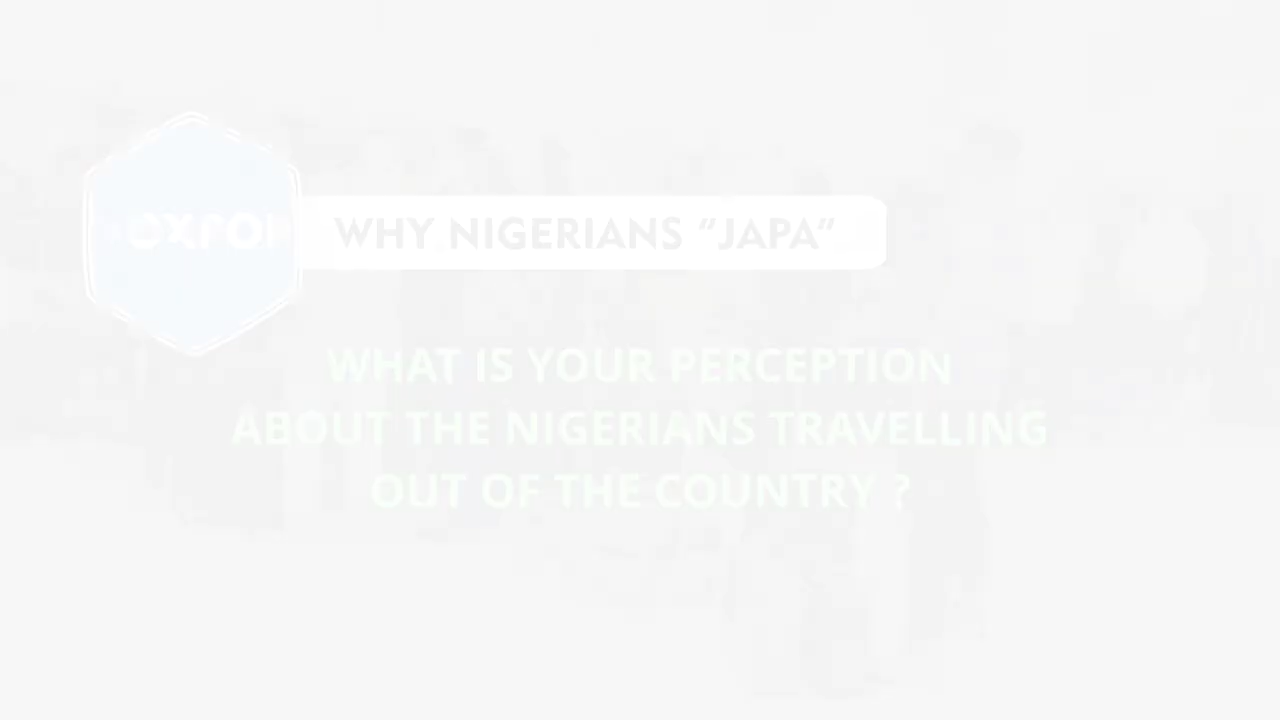 WHY NIGERIANS “JAPA”
WHAT IS YOUR PERCEPTION
ABOUT THE NIGERIANS TRAVELLING
OUT OF THE COUNTRY ?